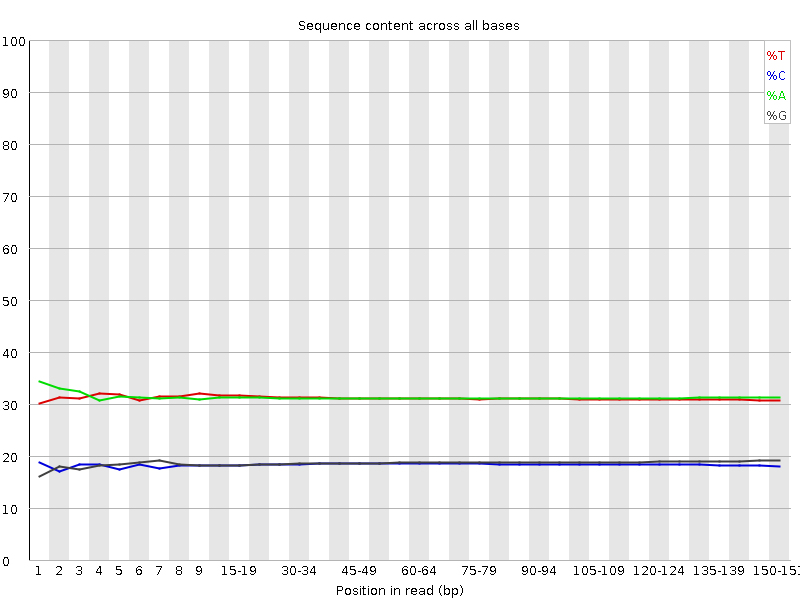 Sequence content across all bases
100
90
80
70
60
50
40
30
20
10
0
%T
%C
%A
%G
1 2 3 4 5 6 7 8 9 15-19 30-34 45-49 60-64 75-79 90-94 105-109 120-124 135-139 150-151
Position in read (bp)